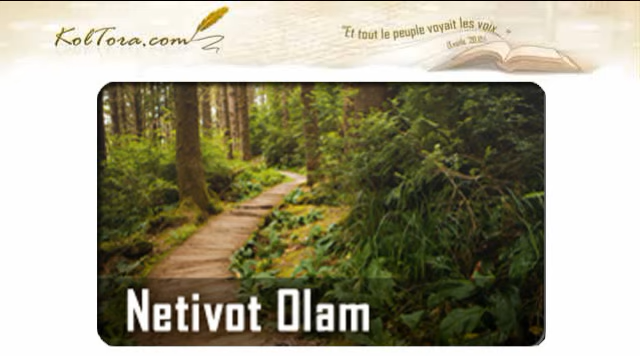 KolTora.com
"Et tout le peuple voyait les voix..."
Netivot Olam